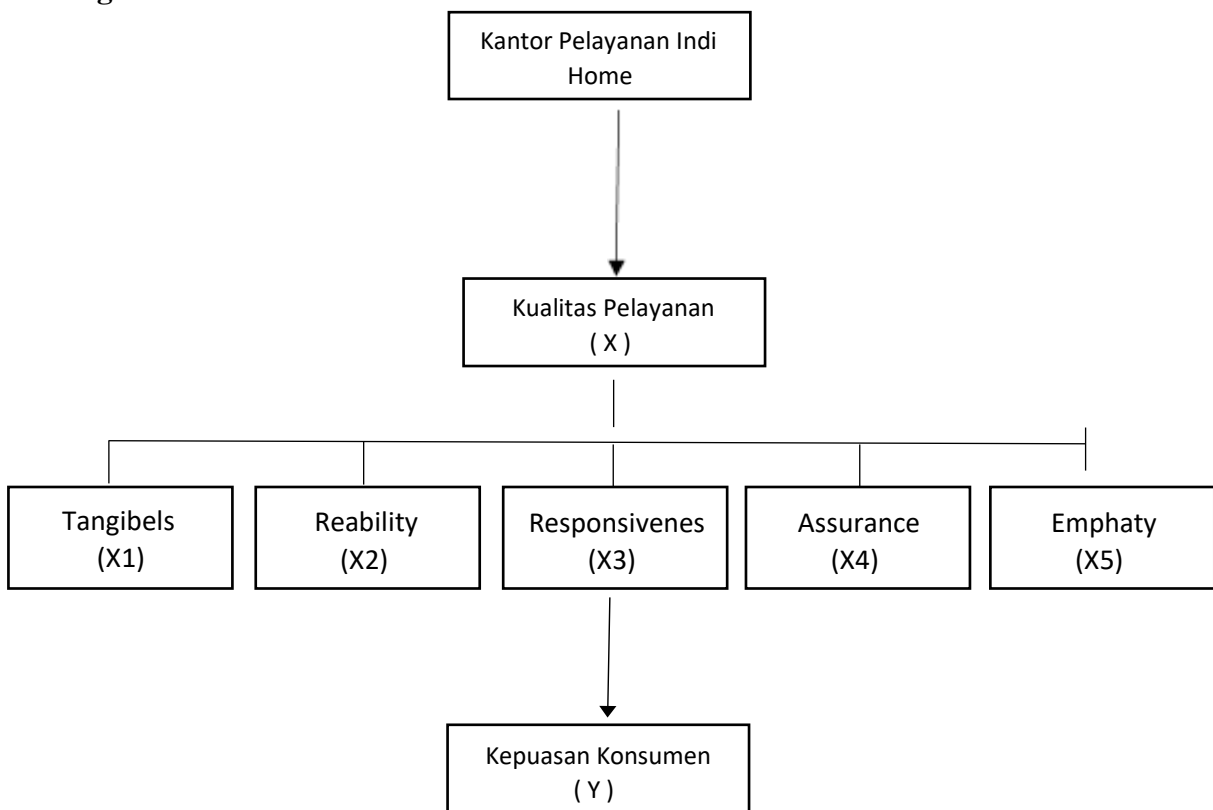 Kantor Pelayanan Indi
Home
Kualitas Pelayanan
( X )
Tangibels
(X1)
Reability
(X2)
Responsivenes
(X3)
Assurance
(X4)
Emphaty
(X5)
Kepuasan Konsumen
( Y )